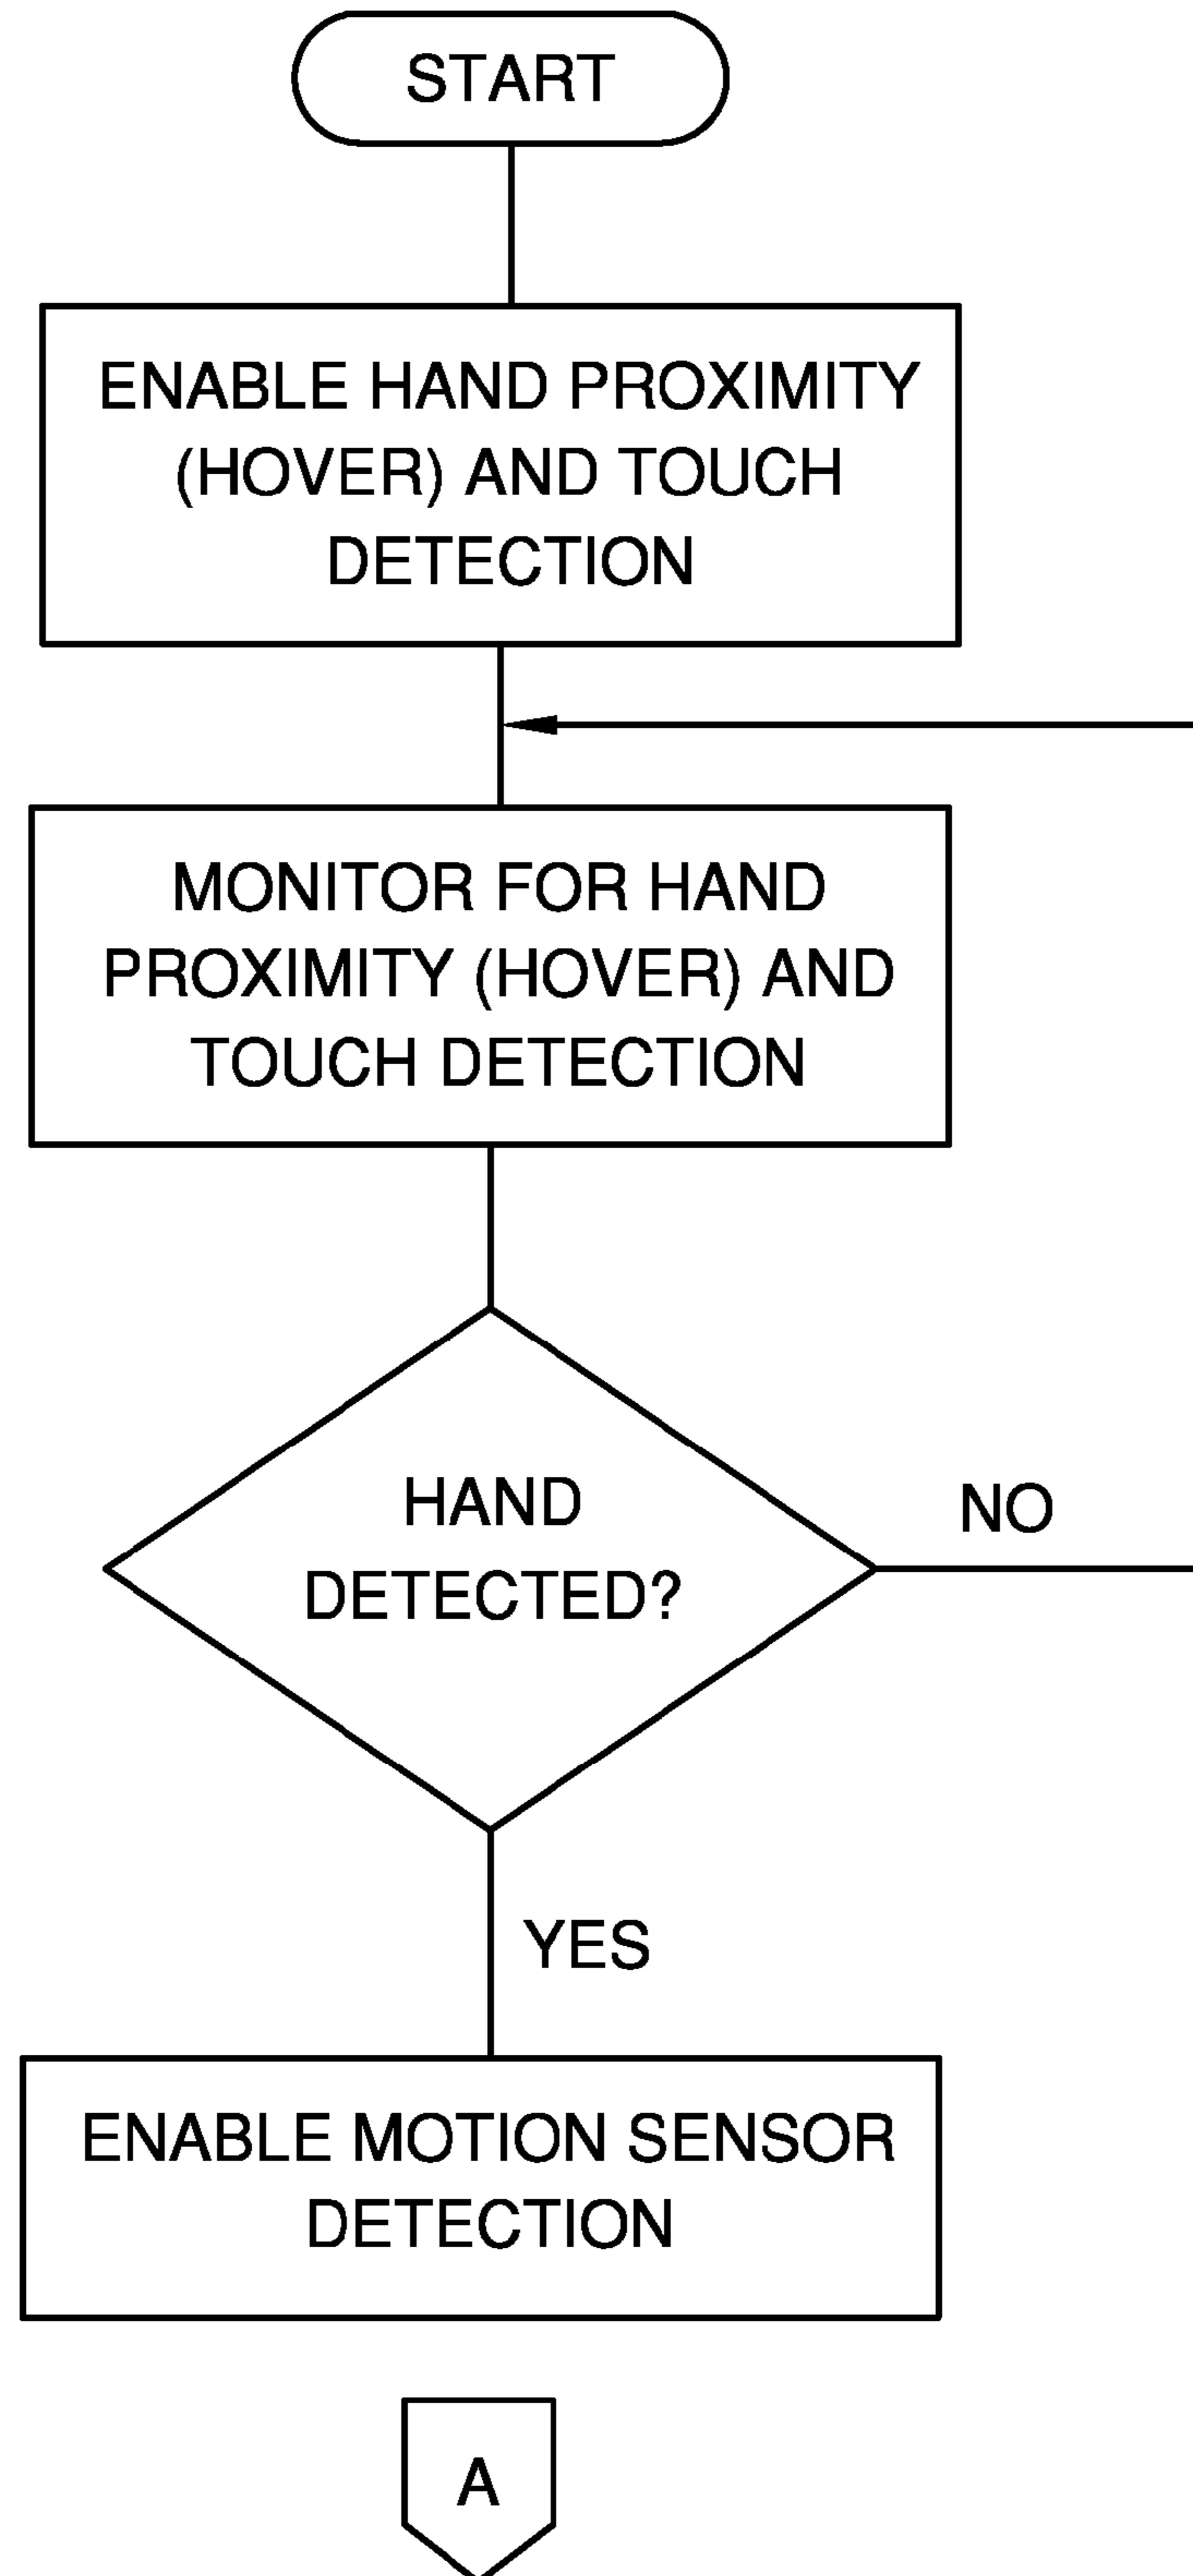 START
ENABLE HAND PROXIMITY
(HOVER) AND TOUCH
DETECTION
MONITOR FOR HAND
PROXIMITY (HOVER) AND
TOUCH DETECTION
HAND
DETECTED?
NO
YES
ENABLE MOTION SENSOR
DETECTION
A